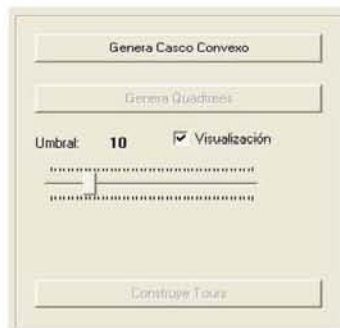 Genera Casco Convexo
Genera Quadtrees
Umbral: 10 Visualización
Construye Tours